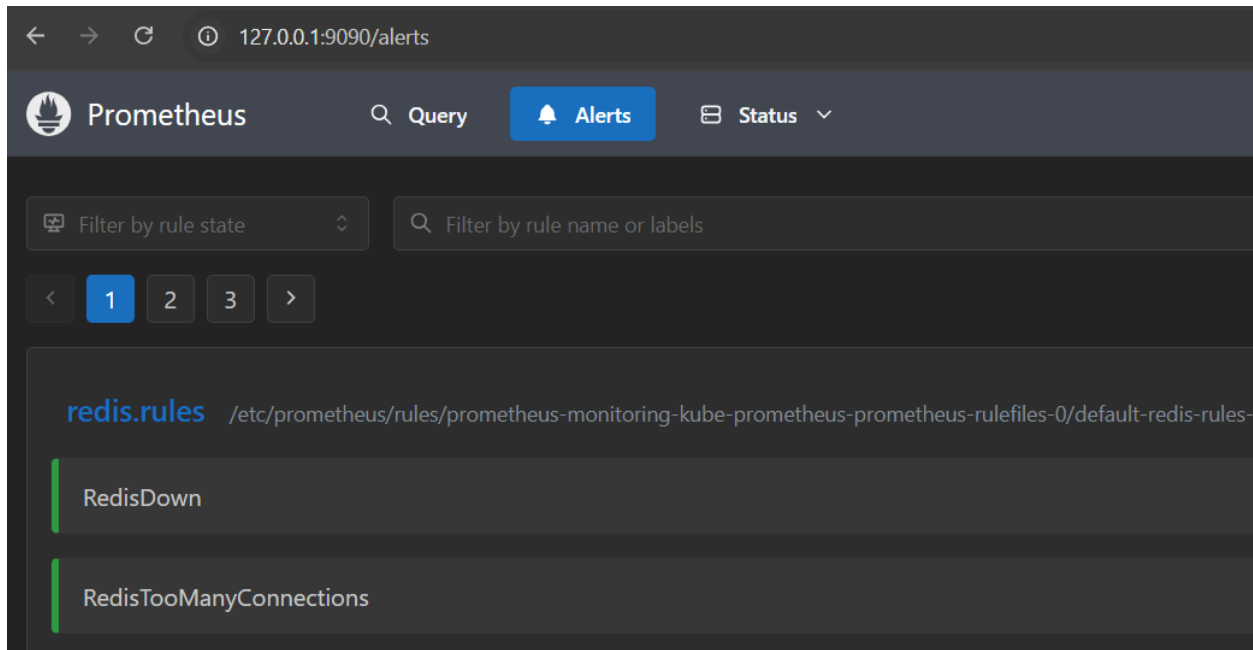 127.0.0.1:9090/alerts
Prometheus Query Alerts Status
Filter by rule state Filter by rule name or labels
1 2 3
redis.rules /etc/prometheus/rules/prometheus-monitoring-kube-prometheus-prometheus-rulefiles-0/default-redis-rules-
RedisDown
RedisTooManyConnections